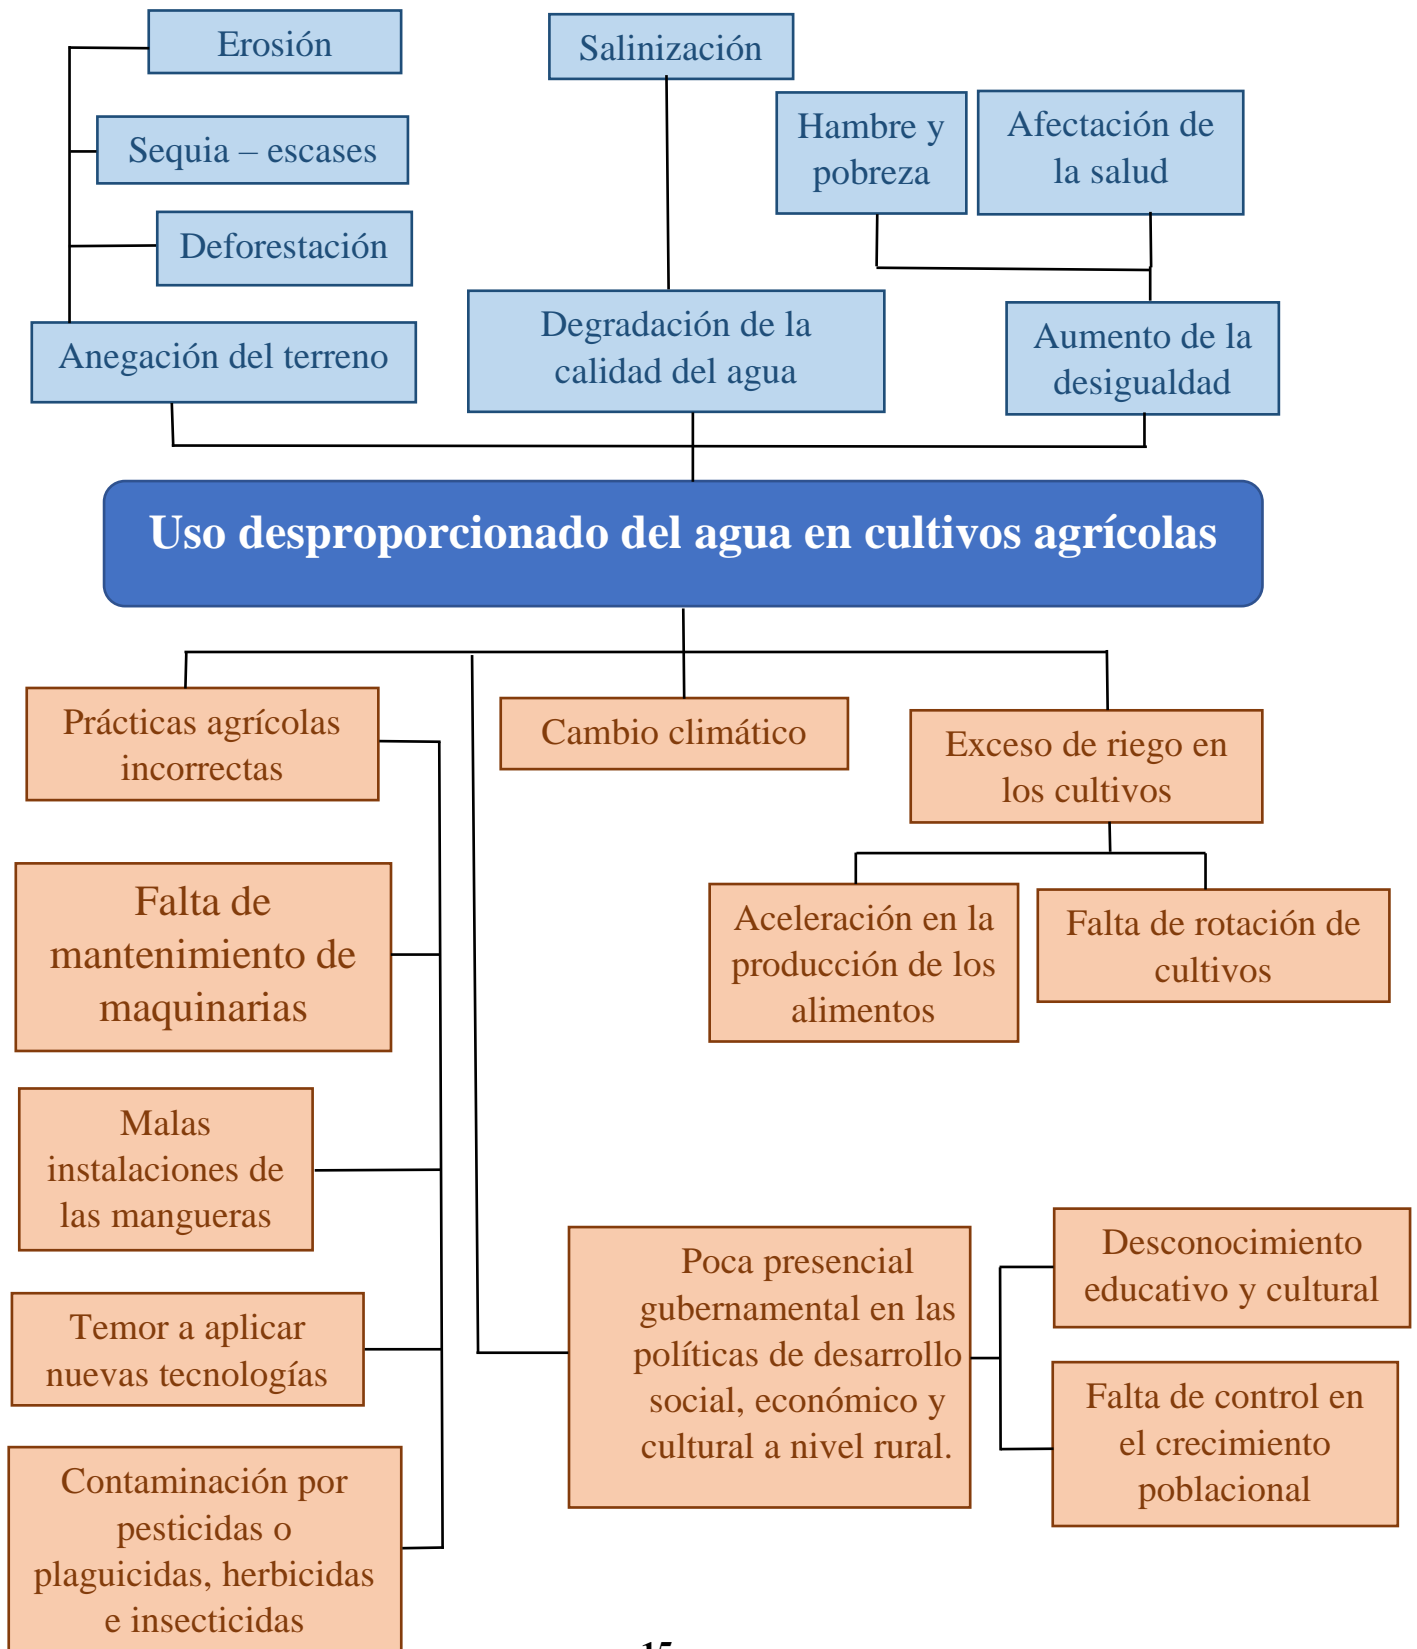 Erosión
Salinización
Sequia – escases
Hambre y
pobreza
Afectación de
la salud
Deforestación
Anegación del terreno
Degradación de la
calidad del agua
Aumento de la
desigualdad
Uso desproporcionado del agua en cultivos agrícolas
Prácticas agrícolas
incorrectas
Cambio climático
Exceso de riego en
los cultivos
Falta de
mantenimiento de
maquinarias
Aceleración en la
producción de los
alimentos
Falta de rotación de
cultivos
Malas
instalaciones de
las mangueras
Temor a aplicar
nuevas tecnologías
Poca presencial
gubernamental en las
políticas de desarrollo
social, económico y
cultural a nivel rural.
Desconocimiento
educativo y cultural
Falta de control en
el crecimiento
poblacional
Contaminación por
pesticidas o
plaguicidas, herbicidas
e insecticidas
15